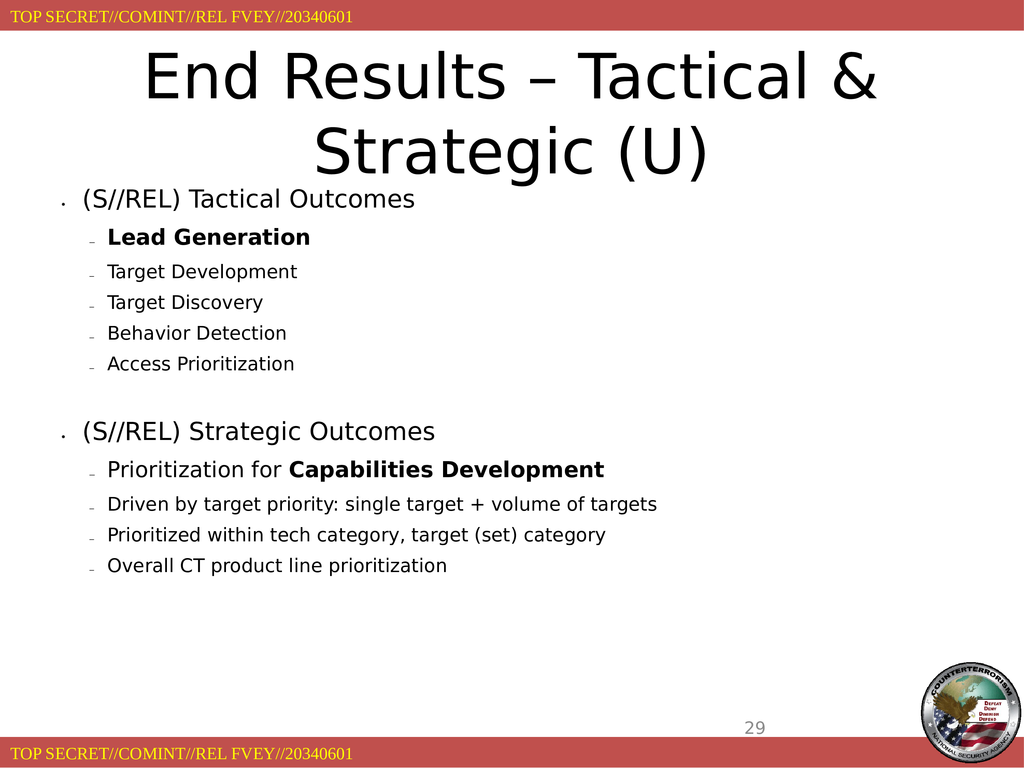 TOP SECRET//COMINT//REL FVEY//20340601
End Results – Tactical &
Strategic (U)
• (S//REL) Tactical Outcomes
– Lead Generation
– Target Development
– Target Discovery
– Behavior Detection
– Access Prioritization
• (S//REL) Strategic Outcomes
– Prioritization for Capabilities Development
– Driven by target priority: single target + volume of targets
– Prioritized within tech category, target (set) category
– Overall CT product line prioritization
COUNTERTERRORISM
DEFEAT
DENY
DIMINISH
DEFEND
NATIONAL SECURITY AGENCY
29
TOP SECRET//COMINT//REL FVEY//20340601